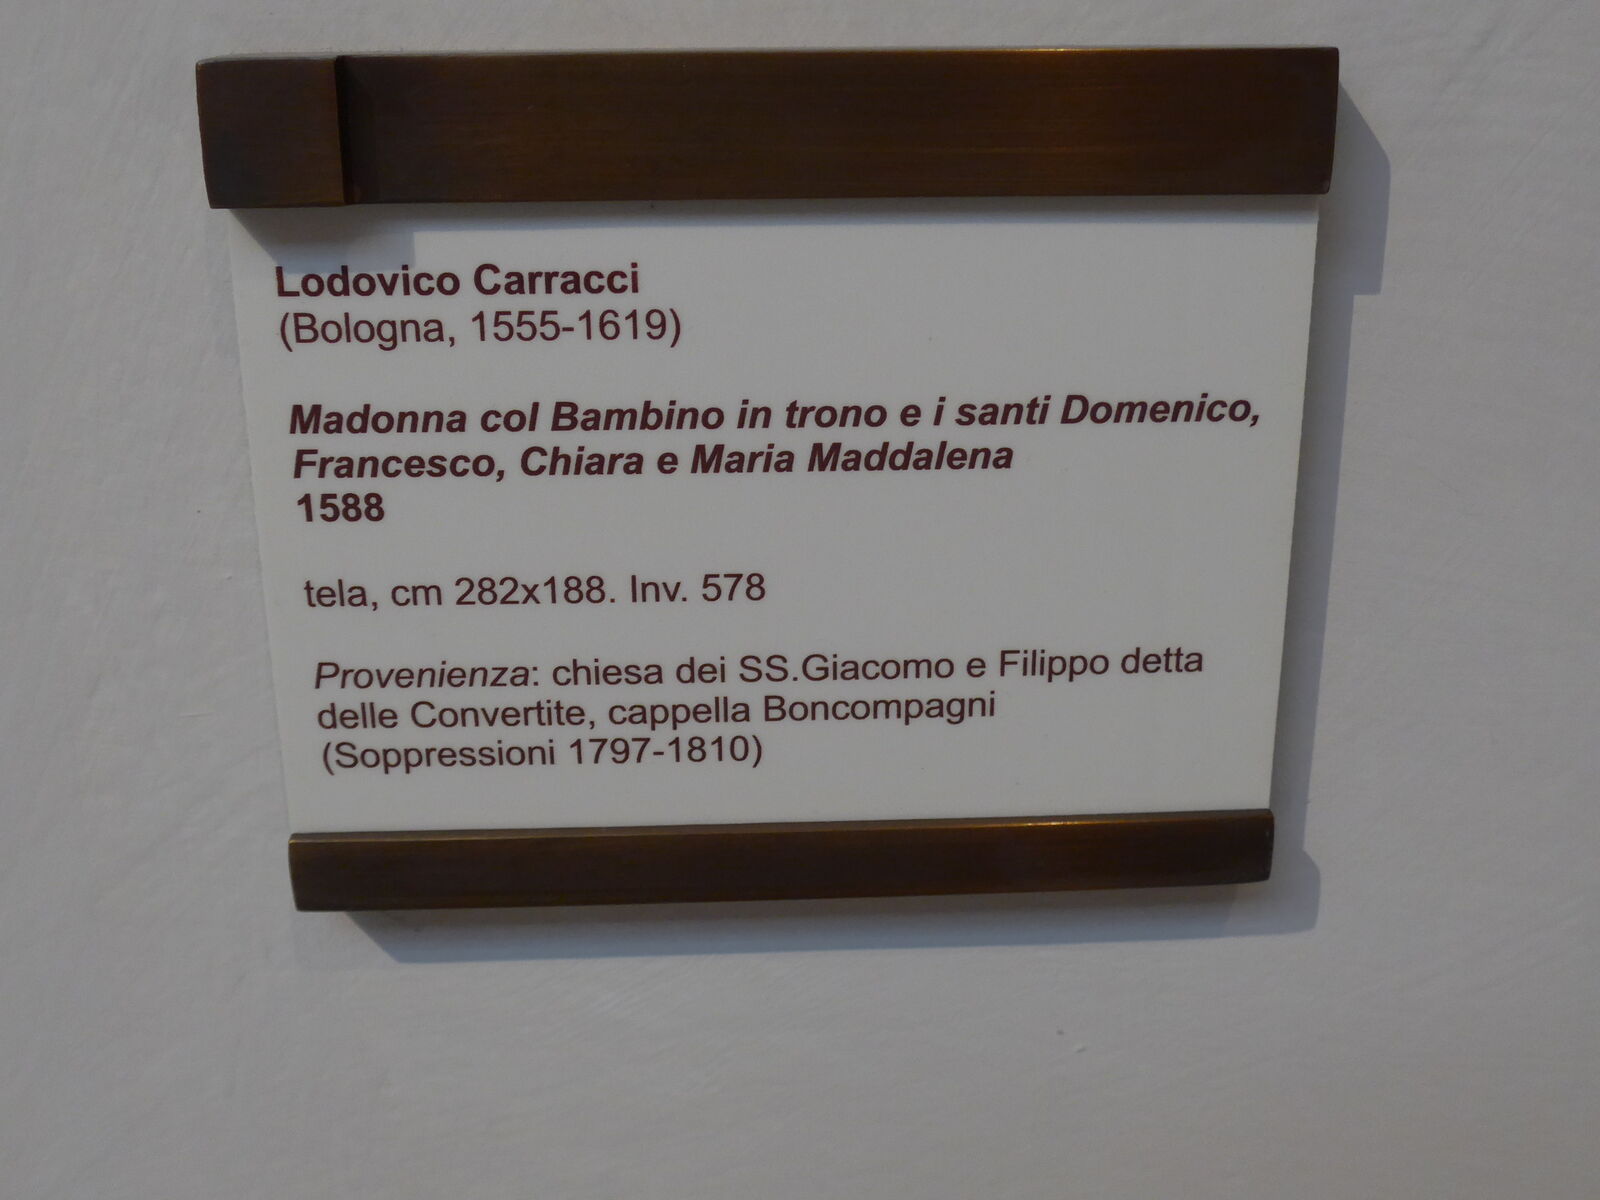 Lodovico Carracci
(Bologna, 1555-1619)
Madonna col Bambino in trono e i santi Domenico,
Francesco, Chiara e Maria Maddalena
1588
tela, cm 282x188. Inv. 578
Provenienza: chiesa dei SS.Giacomo e Filippo detta
delle Convertite, cappella Boncompagni
(Soppressioni 1797-1810)